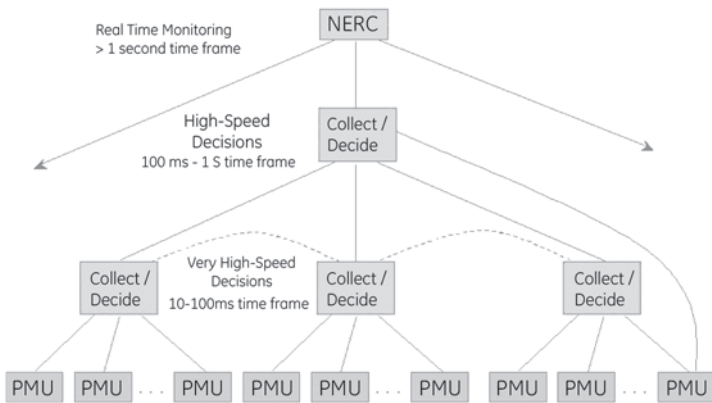 NERC
Real Time Monitoring
> 1 second time frame
High-Speed
Decisions
100 ms - 1 S time frame
Collect /
Decide
Very High-Speed
Decisions
10-100ms time frame
Collect /
Decide
Collect /
Decide
Collect /
Decide
PMU PMU ... PMU PMU PMU ... PMU PMU PMU ... PMU